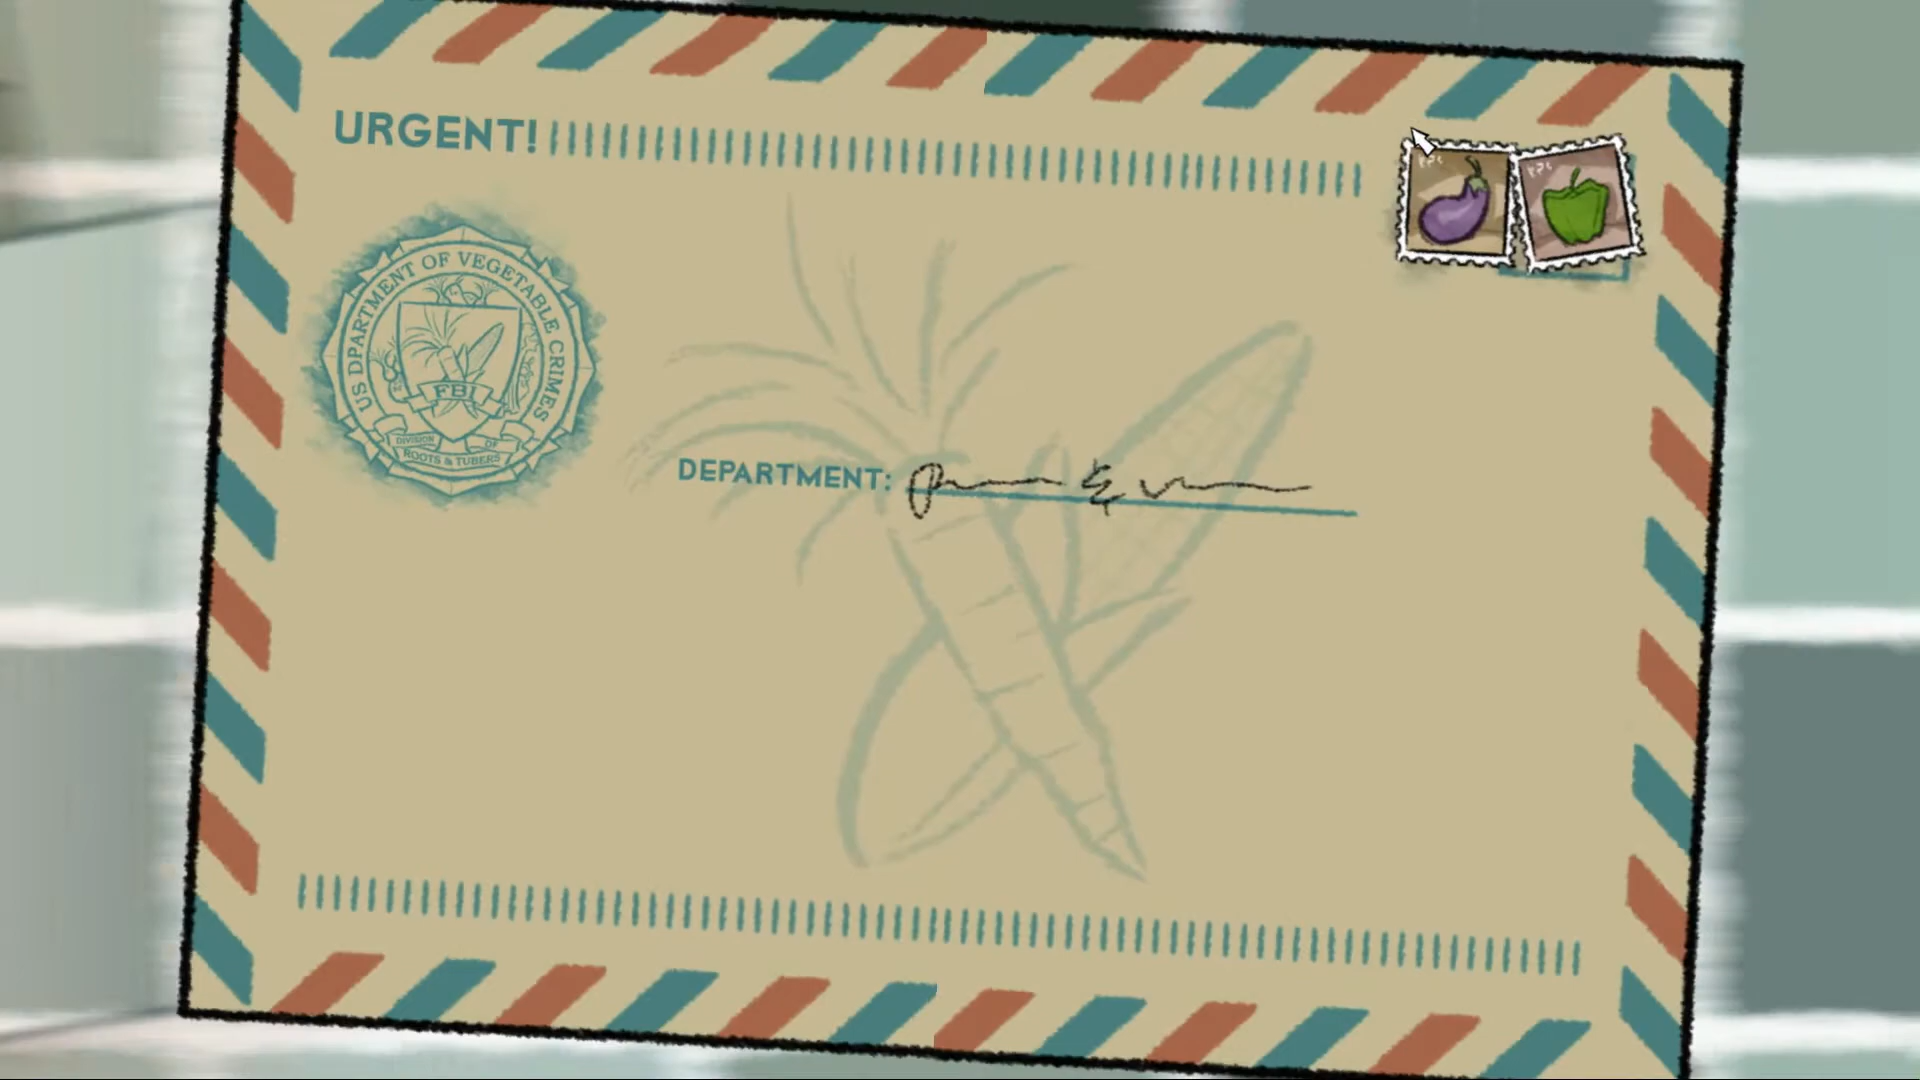 URGENT!
US DPARTMENT OF VEGETABLE CRIMES
FBI
DIVISION OF
ROOTS & TUBERS
DEPARTMENT: